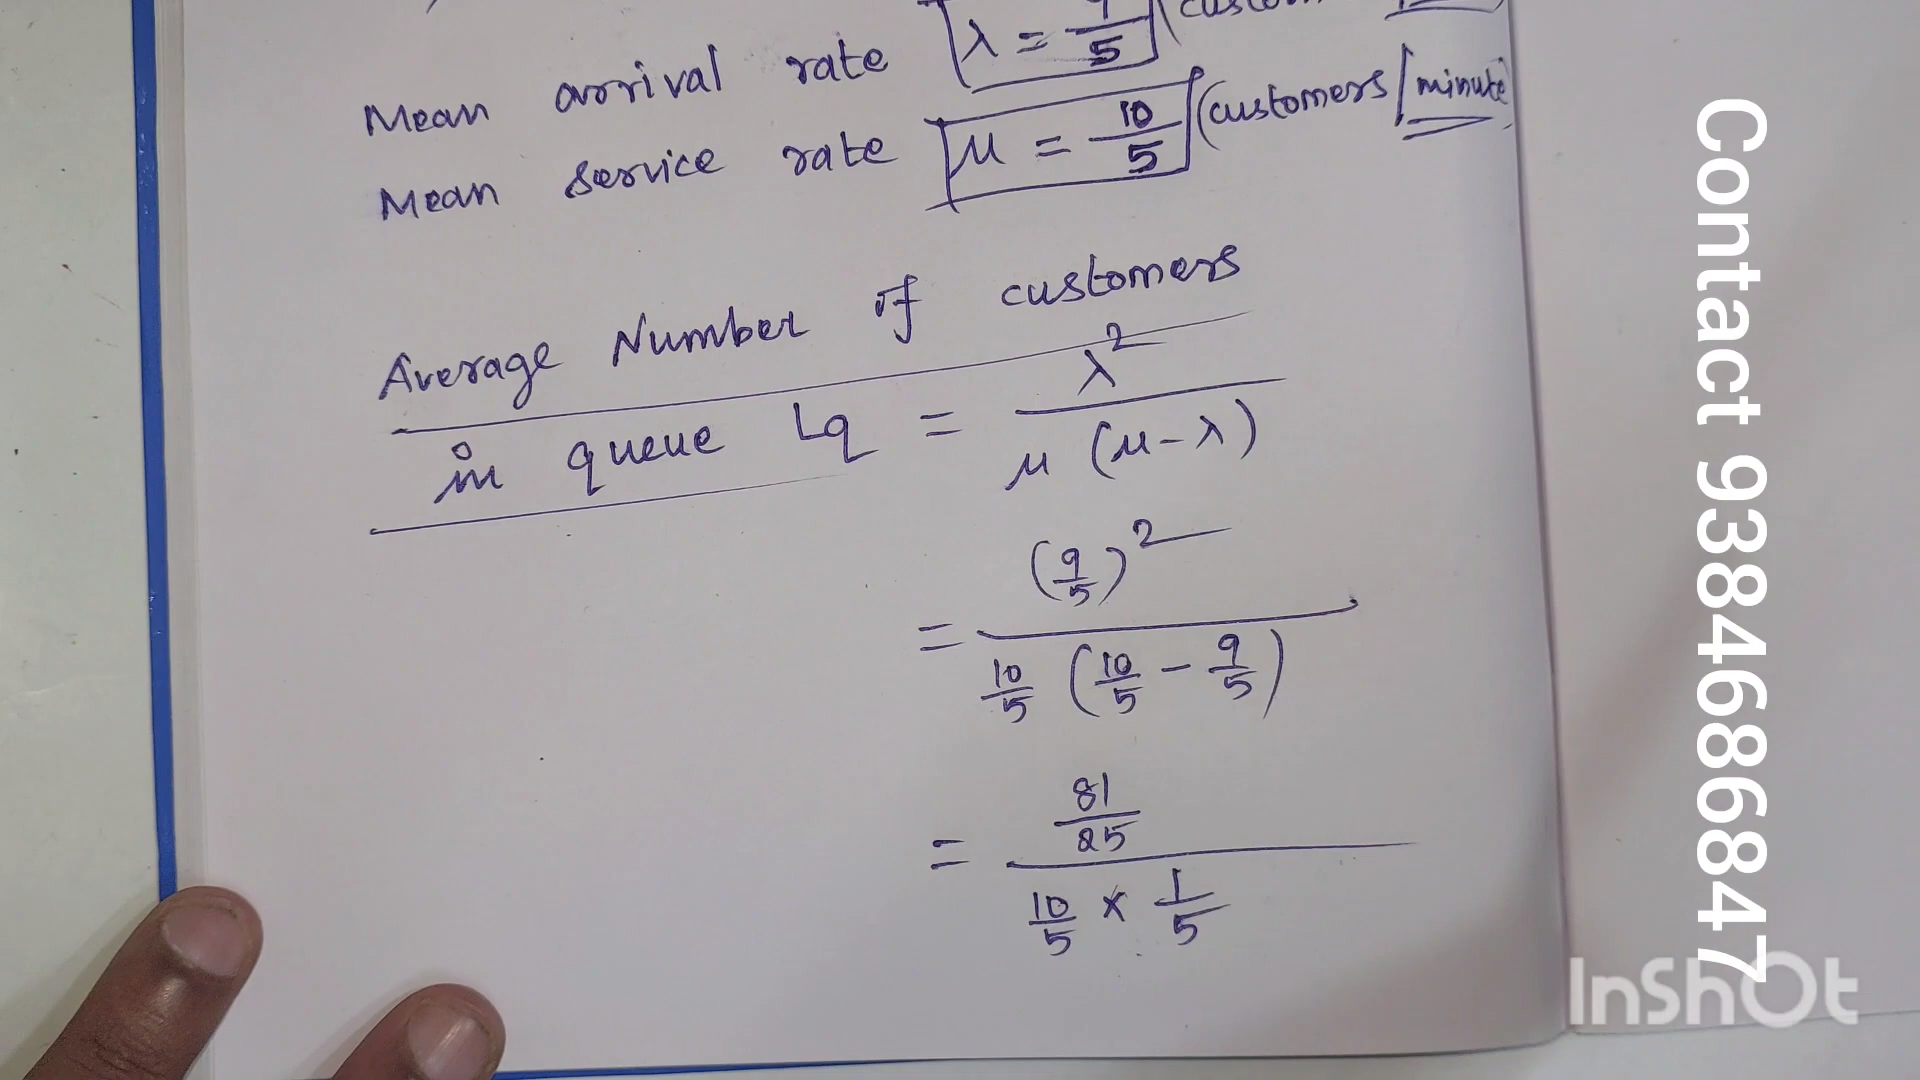 Mean arrival rate λ = 9/5
Mean service rate μ = 10/5 (customers/minute
Average Number of customers
in queue Lq = λ² / μ (μ - λ)
= (9/5)² / 10/5 (10/5 - 9/5)
= 81/25 / 10/5 × 1/5
Contact 9384686847
InShOt